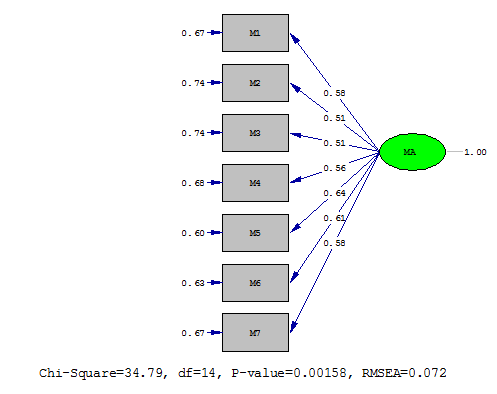 0.67 M1
0.58
0.74 M2
0.51
0.74 M3
0.51
MA 1.00
0.56
0.68 M4
0.64
0.61
0.60 M5
0.58
0.63 M6
0.67 M7
Chi-Square=34.79, df=14, P-value=0.00158, RMSEA=0.072